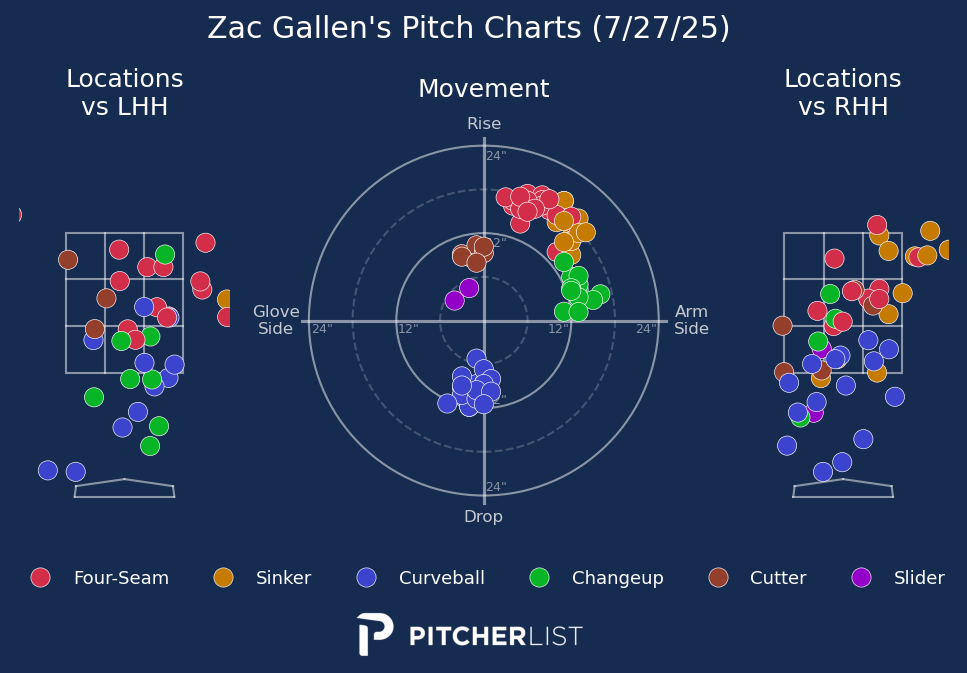 Zac Gallen's Pitch Charts (7/27/25)
Locations
vs LHH
Movement
Locations
vs RHH
Rise
24"
2"
Glove
Side
24"
12"
12"
24"
Arm
Side
"
24"
Drop
Four-Seam
Sinker
Curveball
Changeup
Cutter
Slider
PITCHERLIST